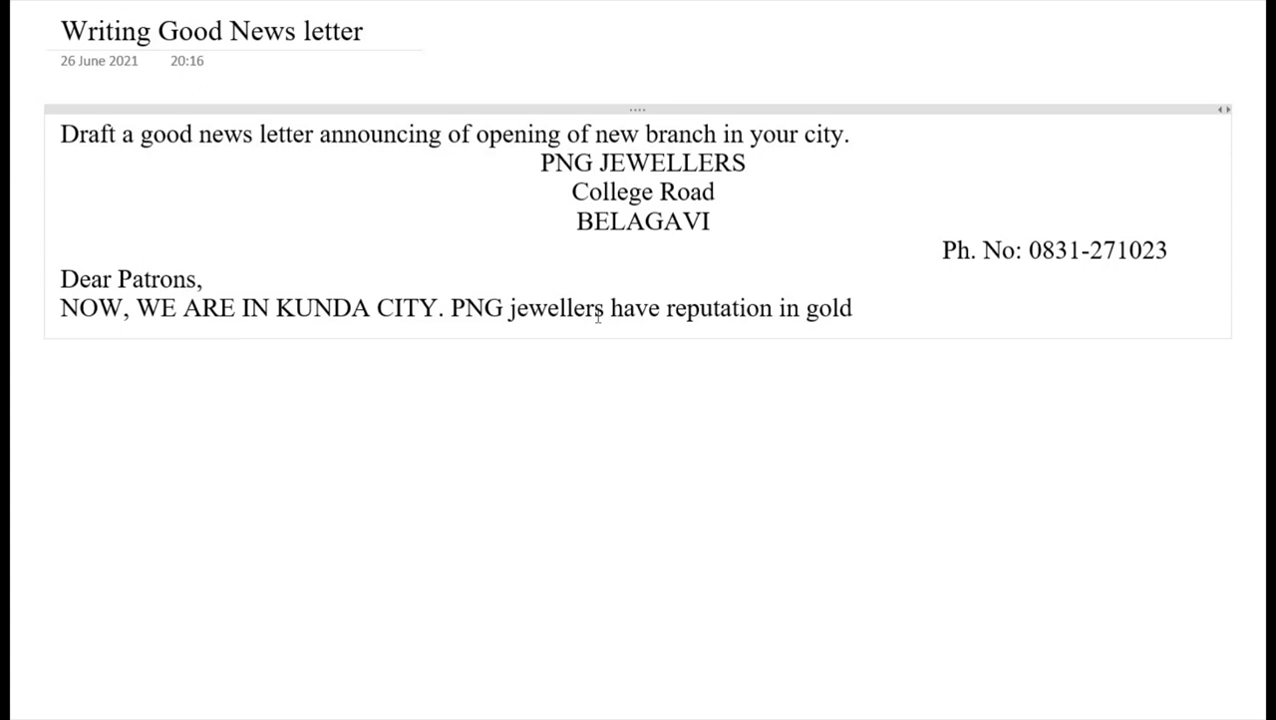 Writing Good News letter
26 June 2021 20:16
Draft a good news letter announcing of opening of new branch in your city.
PNG JEWELLERS
College Road
BELAGAVI
Ph. No: 0831-271023
Dear Patrons,
NOW, WE ARE IN KUNDA CITY. PNG jewellers have reputation in gold